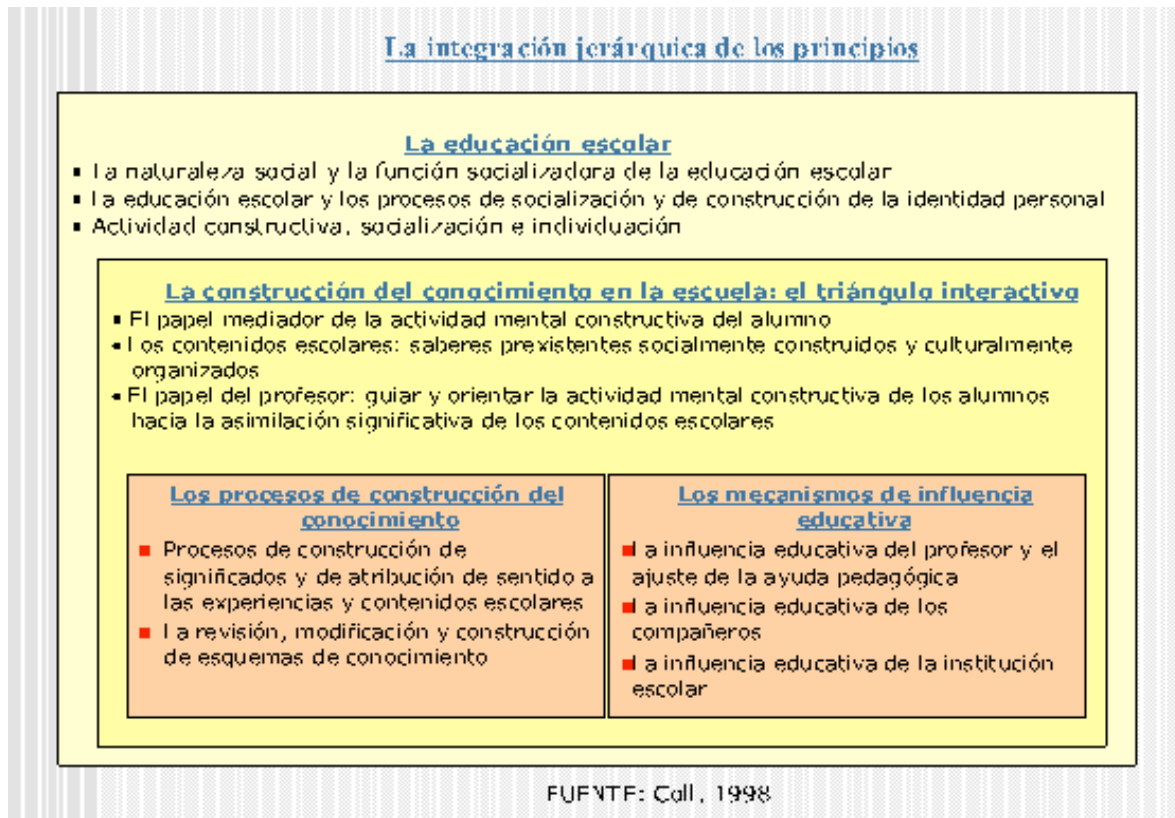 La integración jerárquica de los principios
La educación escolar
▪ La naturaleza social y la función socializadora de la educación escolar
▪ La educación escolar y los procesos de socialización y de construcción de la identidad personal
▪ Actividad constructiva, socialización e individuación
La construcción del conocimiento en la escuela: el triángulo interactivo
▪ El papel mediador de la actividad mental constructiva del alumno
• Los contenidos escolares: saberes prexistentes socialmente construidos y culturalmente
organizados
• El papel del profesor: guiar y orientar la actividad mental constructiva de los alumnos
hacia la asimilación significativa de los contenidos escolares
Los procesos de construcción del
conocimiento
▪ Procesos de construcción de
significados y de atribución de sentido a
las experiencias y contenidos escolares
▪ La revisión, modificación y construcción
de esquemas de conocimiento
Los mecanismos de influencia
educativa
▪ La influencia educativa del profesor y el
ajuste de la ayuda pedagógica
▪ La influencia educativa de los
compañeros
▪ La influencia educativa de la institución
escolar
FUENTE: Coll, 1998